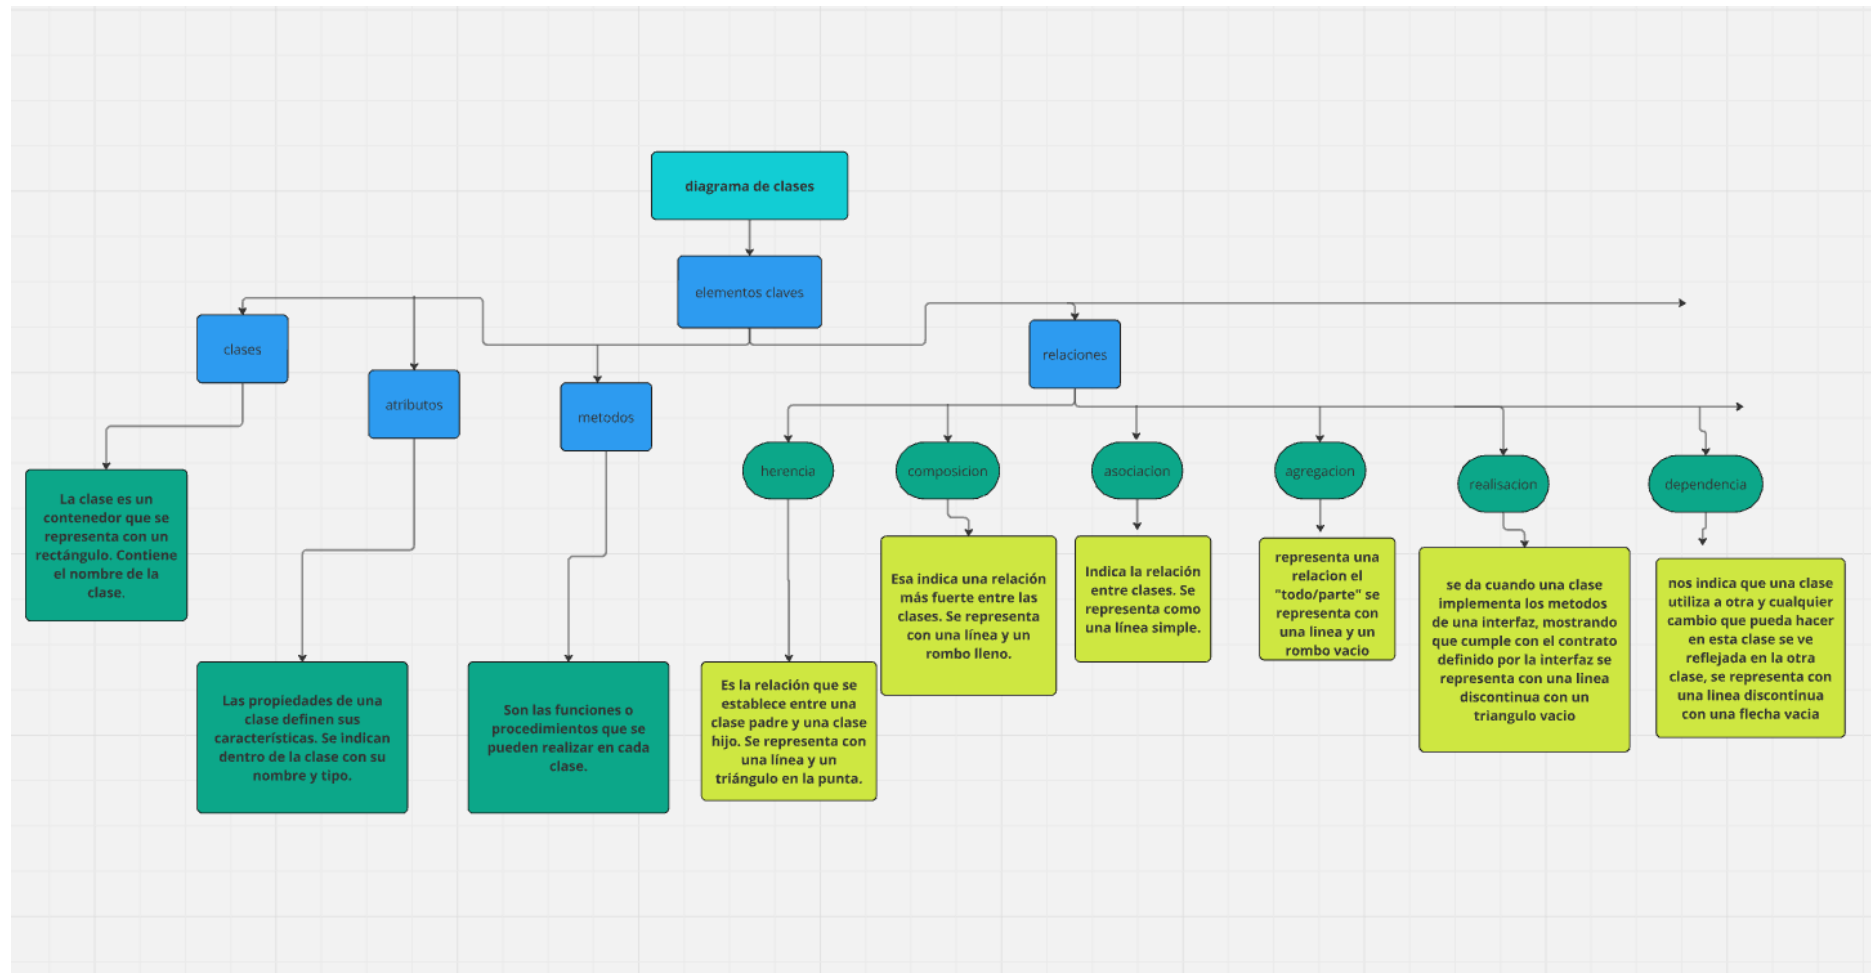 diagrama de clases
elementos claves
clases
atributos
metodos
relaciones
herencia
composicion
asociacion
agregacion
realisacion
dependencia
La clase es un
contenedor que se
representa con un
rectángulo. Contiene
el nombre de la
clase.
Las propiedades de una
clase definen sus
características. Se indican
dentro de la clase con su
nombre y tipo.
Son las funciones o
procedimientos que se
pueden realizar en cada
clase.
Es la relación que se
establece entre una
clase padre y una clase
hijo. Se representa con
una línea y un
triángulo en la punta.
Esa indica una relación
más fuerte entre las
clases. Se representa
con una línea y un
rombo lleno.
Indica la relación
entre clases. Se
representa como
una línea simple.
representa una
relacion el
"todo/parte" se
representa con
una linea y un
rombo vacio
se da cuando una clase
implementa los metodos
de una interfaz, mostrando
que cumple con el contrato
definido por la interfaz se
representa con una linea
discontinua con un
triangulo vacio
nos indica que una clase
utiliza a otra y cualquier
cambio que pueda hacer
en esta clase se ve
reflejada en la otra
clase, se representa con
una linea discontinua
con una flecha vacia